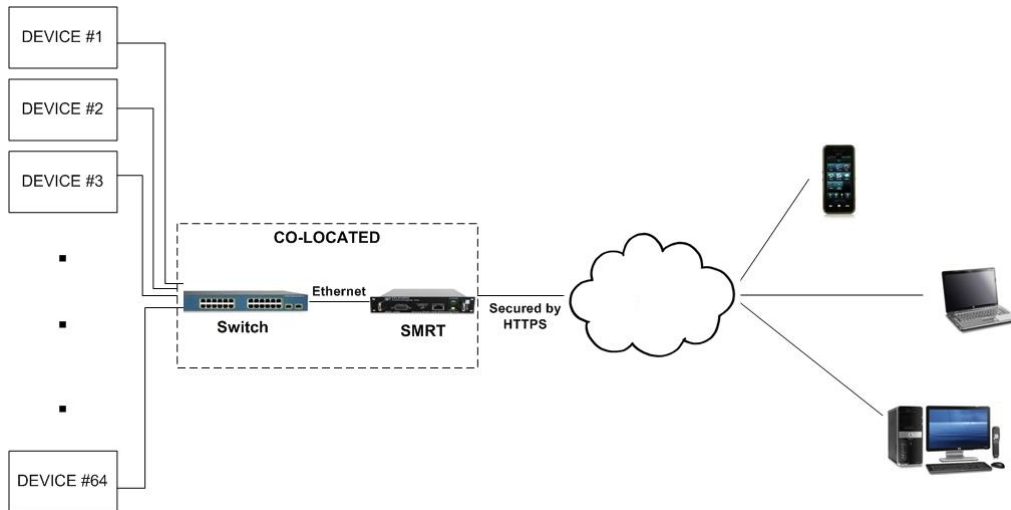 DEVICE #1
DEVICE #2
DEVICE #3
CO-LOCATED
Ethernet
Switch
SMRT
Secured by
HTTPS
DEVICE #64